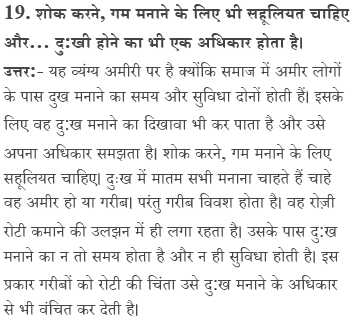 19. शोक करने, गम मनाने के लिए भी सहूलियत चाहिए
और... दु:खी होने का भी एक अधिकार होता है।
उत्तर:- यह व्यंग्य अमीरी पर है क्योंकि समाज में अमीर लोगों
के पास दुख मनाने का समय और सुविधा दोनों होती हैं। इसके
लिए वह दु:ख मनाने का दिखावा भी कर पाता है और उसे
अपना अधिकार समझता है। शोक करने, गम मनाने के लिए
सहूलियत चाहिए। दुःख में मातम सभी मनाना चाहते हैं चाहे
वह अमीर हो या गरीब। परंतु गरीब विवश होता है। वह रोज़ी
रोटी कमाने की उलझन में ही लगा रहता है। उसके पास दु:ख
मनाने का न तो समय होता है और न ही सुविधा होती है। इस
प्रकार गरीबों को रोटी की चिंता उसे दु:ख मनाने के अधिकार
से भी वंचित कर देती है।